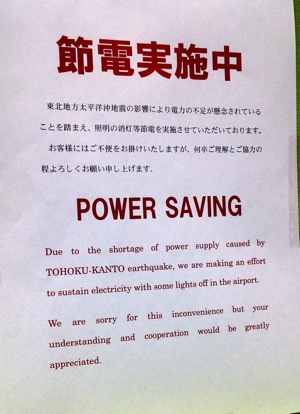 節電実施中
東北地方太平洋沖地震の影響により電力の不足が懸念されている
ことを踏まえ、照明の消灯等節電を実施させていただいております。
お客様にはご不便をお掛けいたしますが、何卒ご理解とご協力の
程よろしくお願い申し上げます.
POWER SAVING
Due to the shortage of power supply caused by
TOHOKU-KANTO earthquake, we are making an effort
to sustain electricity with some lights off in the airport.
We are sorry for this inconvenience but your
understanding and cooperation would be greatly
appreciated.